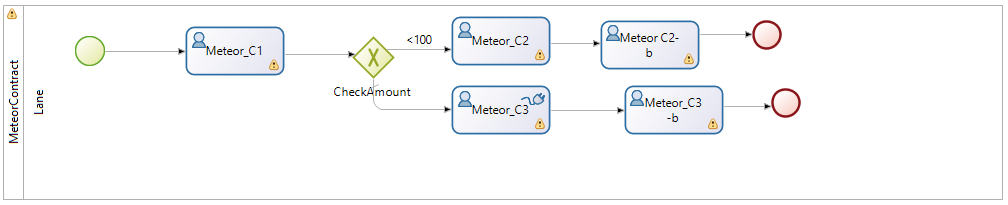 MeteorContract
Lane
Meteor_C1
CheckAmount
<100
Meteor_C2
Meteor C2-
b
Meteor_C3
Meteor_C3
-b